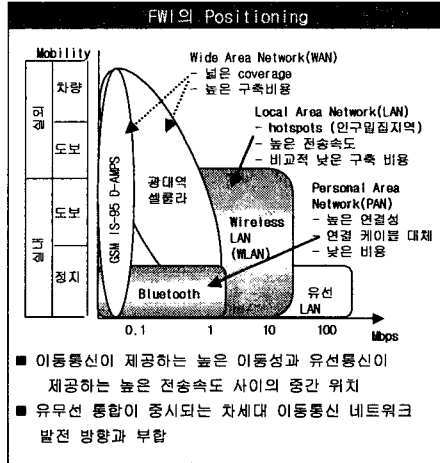 FWI의 Positioning
Mobility
Wide Area Network(WAN)
- 넓은 coverage
- 높은 구축비용
Local Area Network(LAN)
- hotspots (인구밀집지역)
- 높은 전송속도
- 비교적 낮은 구축 비용
Personal Area
Network(PAN)
- 높은 연결성
- 연결 케이블 대체
- 낮은 비용
실외
차량
도보
실내
도보
정지
GSM IS-95 D-AMPS
광대역
셀룰라
Wireless
LAN
(WLAN)
Bluetooth
유선
LAN
0.1 1 10 100
Mbps
■ 이동통신이 제공하는 높은 이동성과 유선통신이
제공하는 높은 전송속도 사이의 중간 위치
■ 유무선 통합이 중시되는 차세대 이동통신 네트워크
발전 방향과 부합